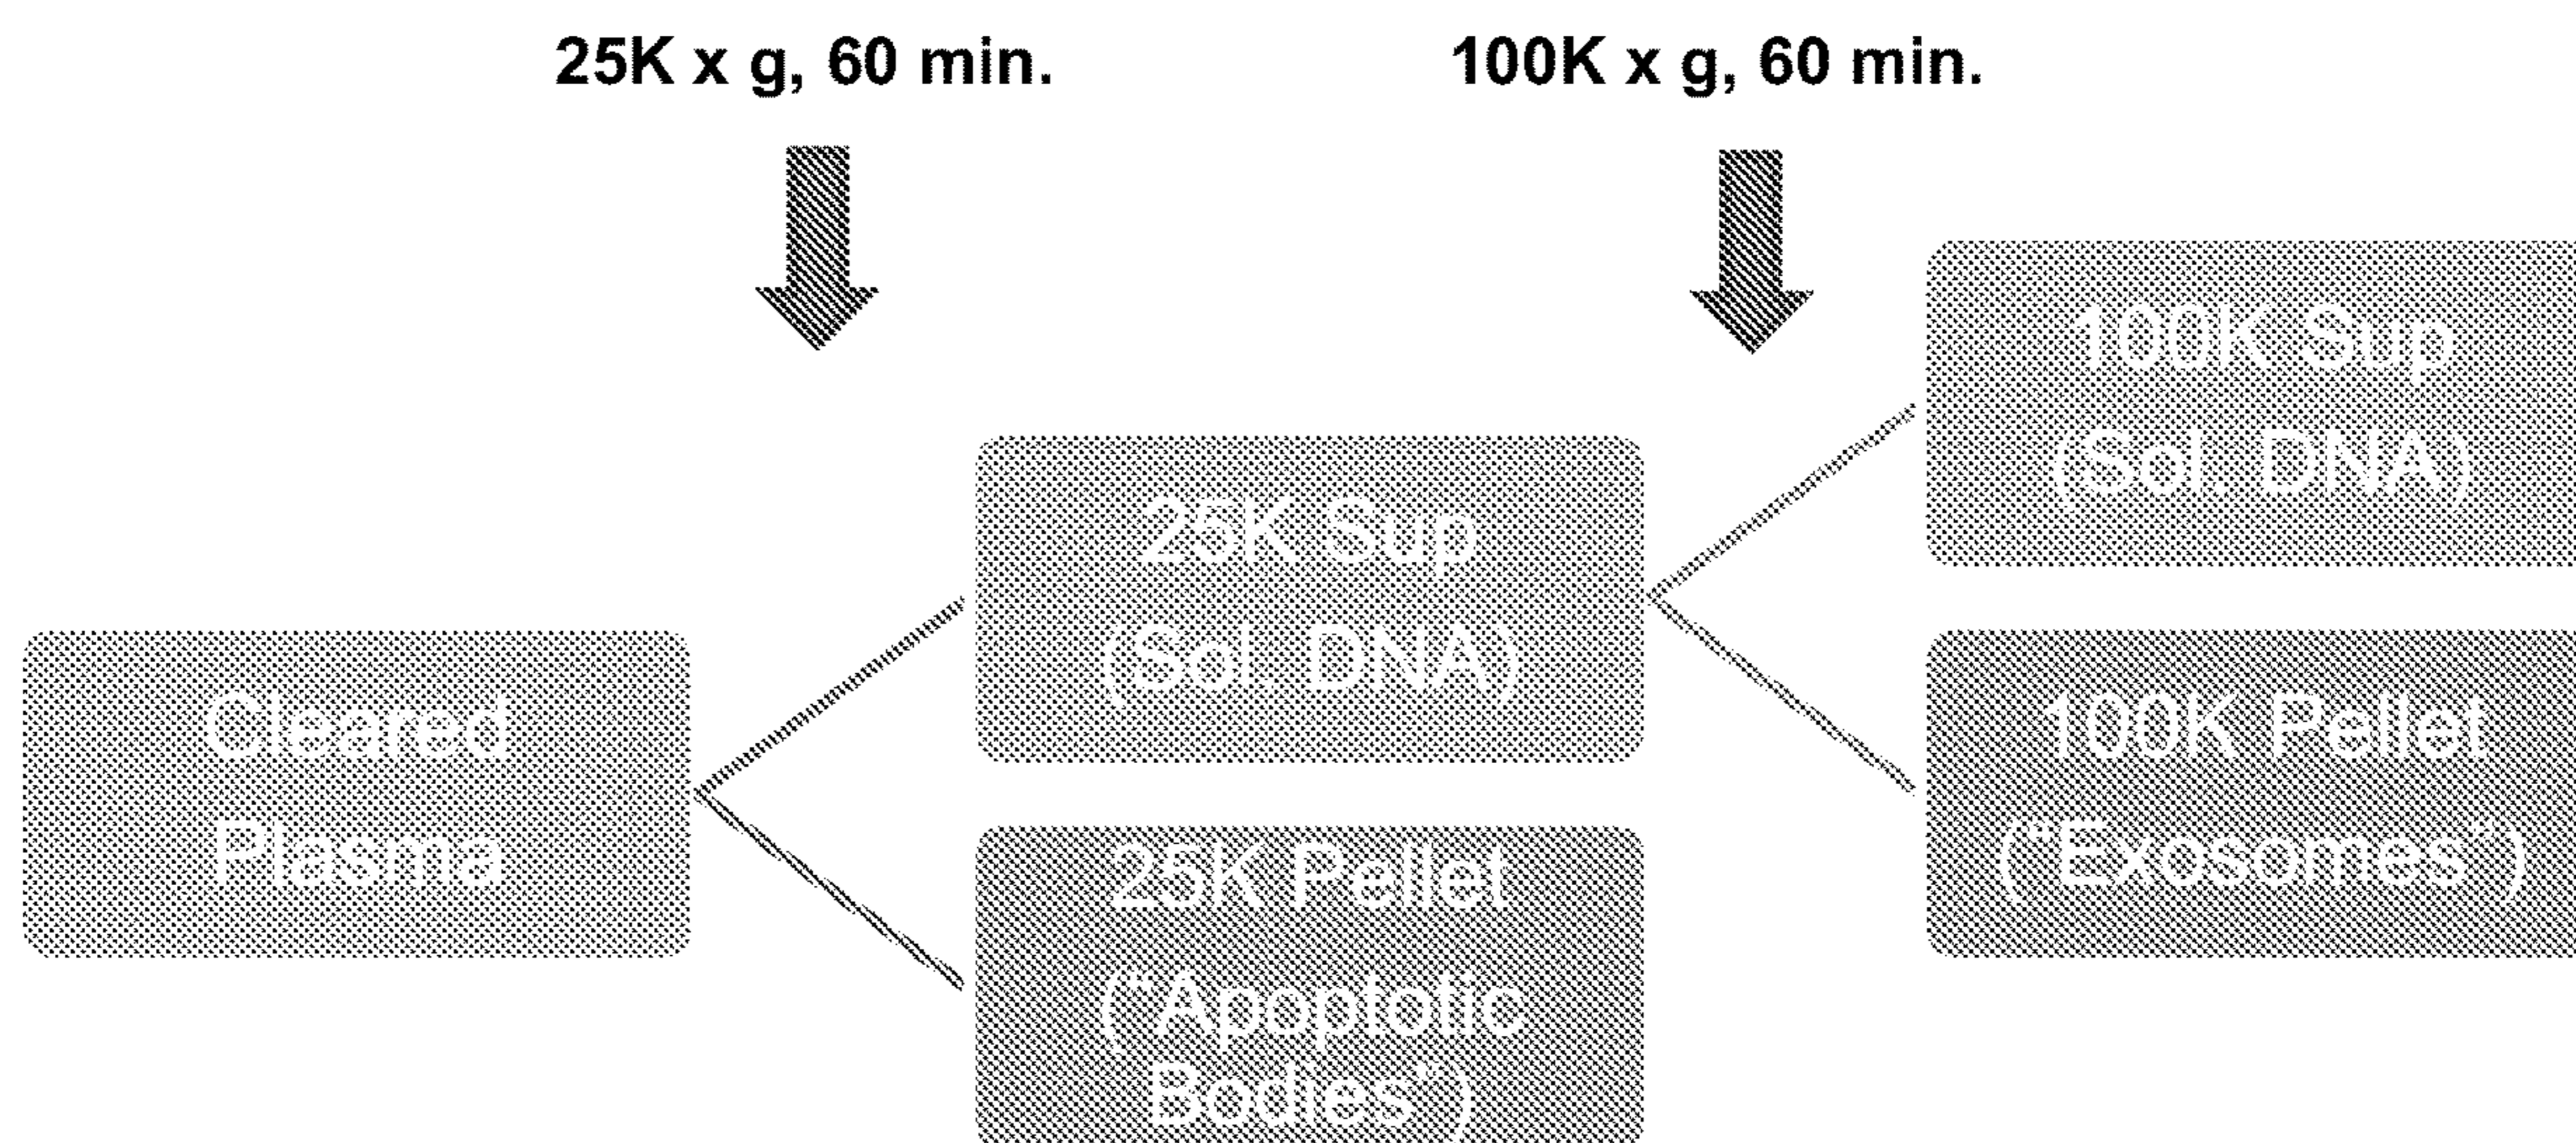 25K x g, 60 min.
100K x g, 60 min.
Cleared
Plasma
25K Sup
(Sol. DNA)
25K Pellet
("Apoptotic
Bodies")
100K Sup
(Sol. DNA)
100K Pellet
("Exosomes")